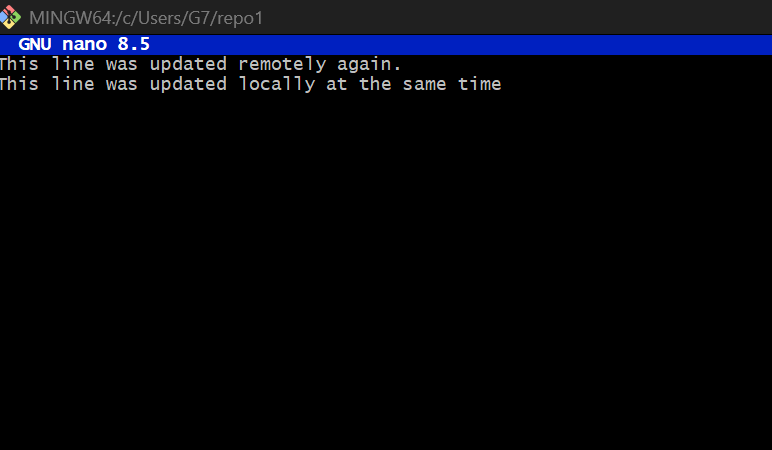 MINGW64:/c/Users/G7/repo1
GNU nano 8.5
This line was updated remotely again.
This line was updated locally at the same time